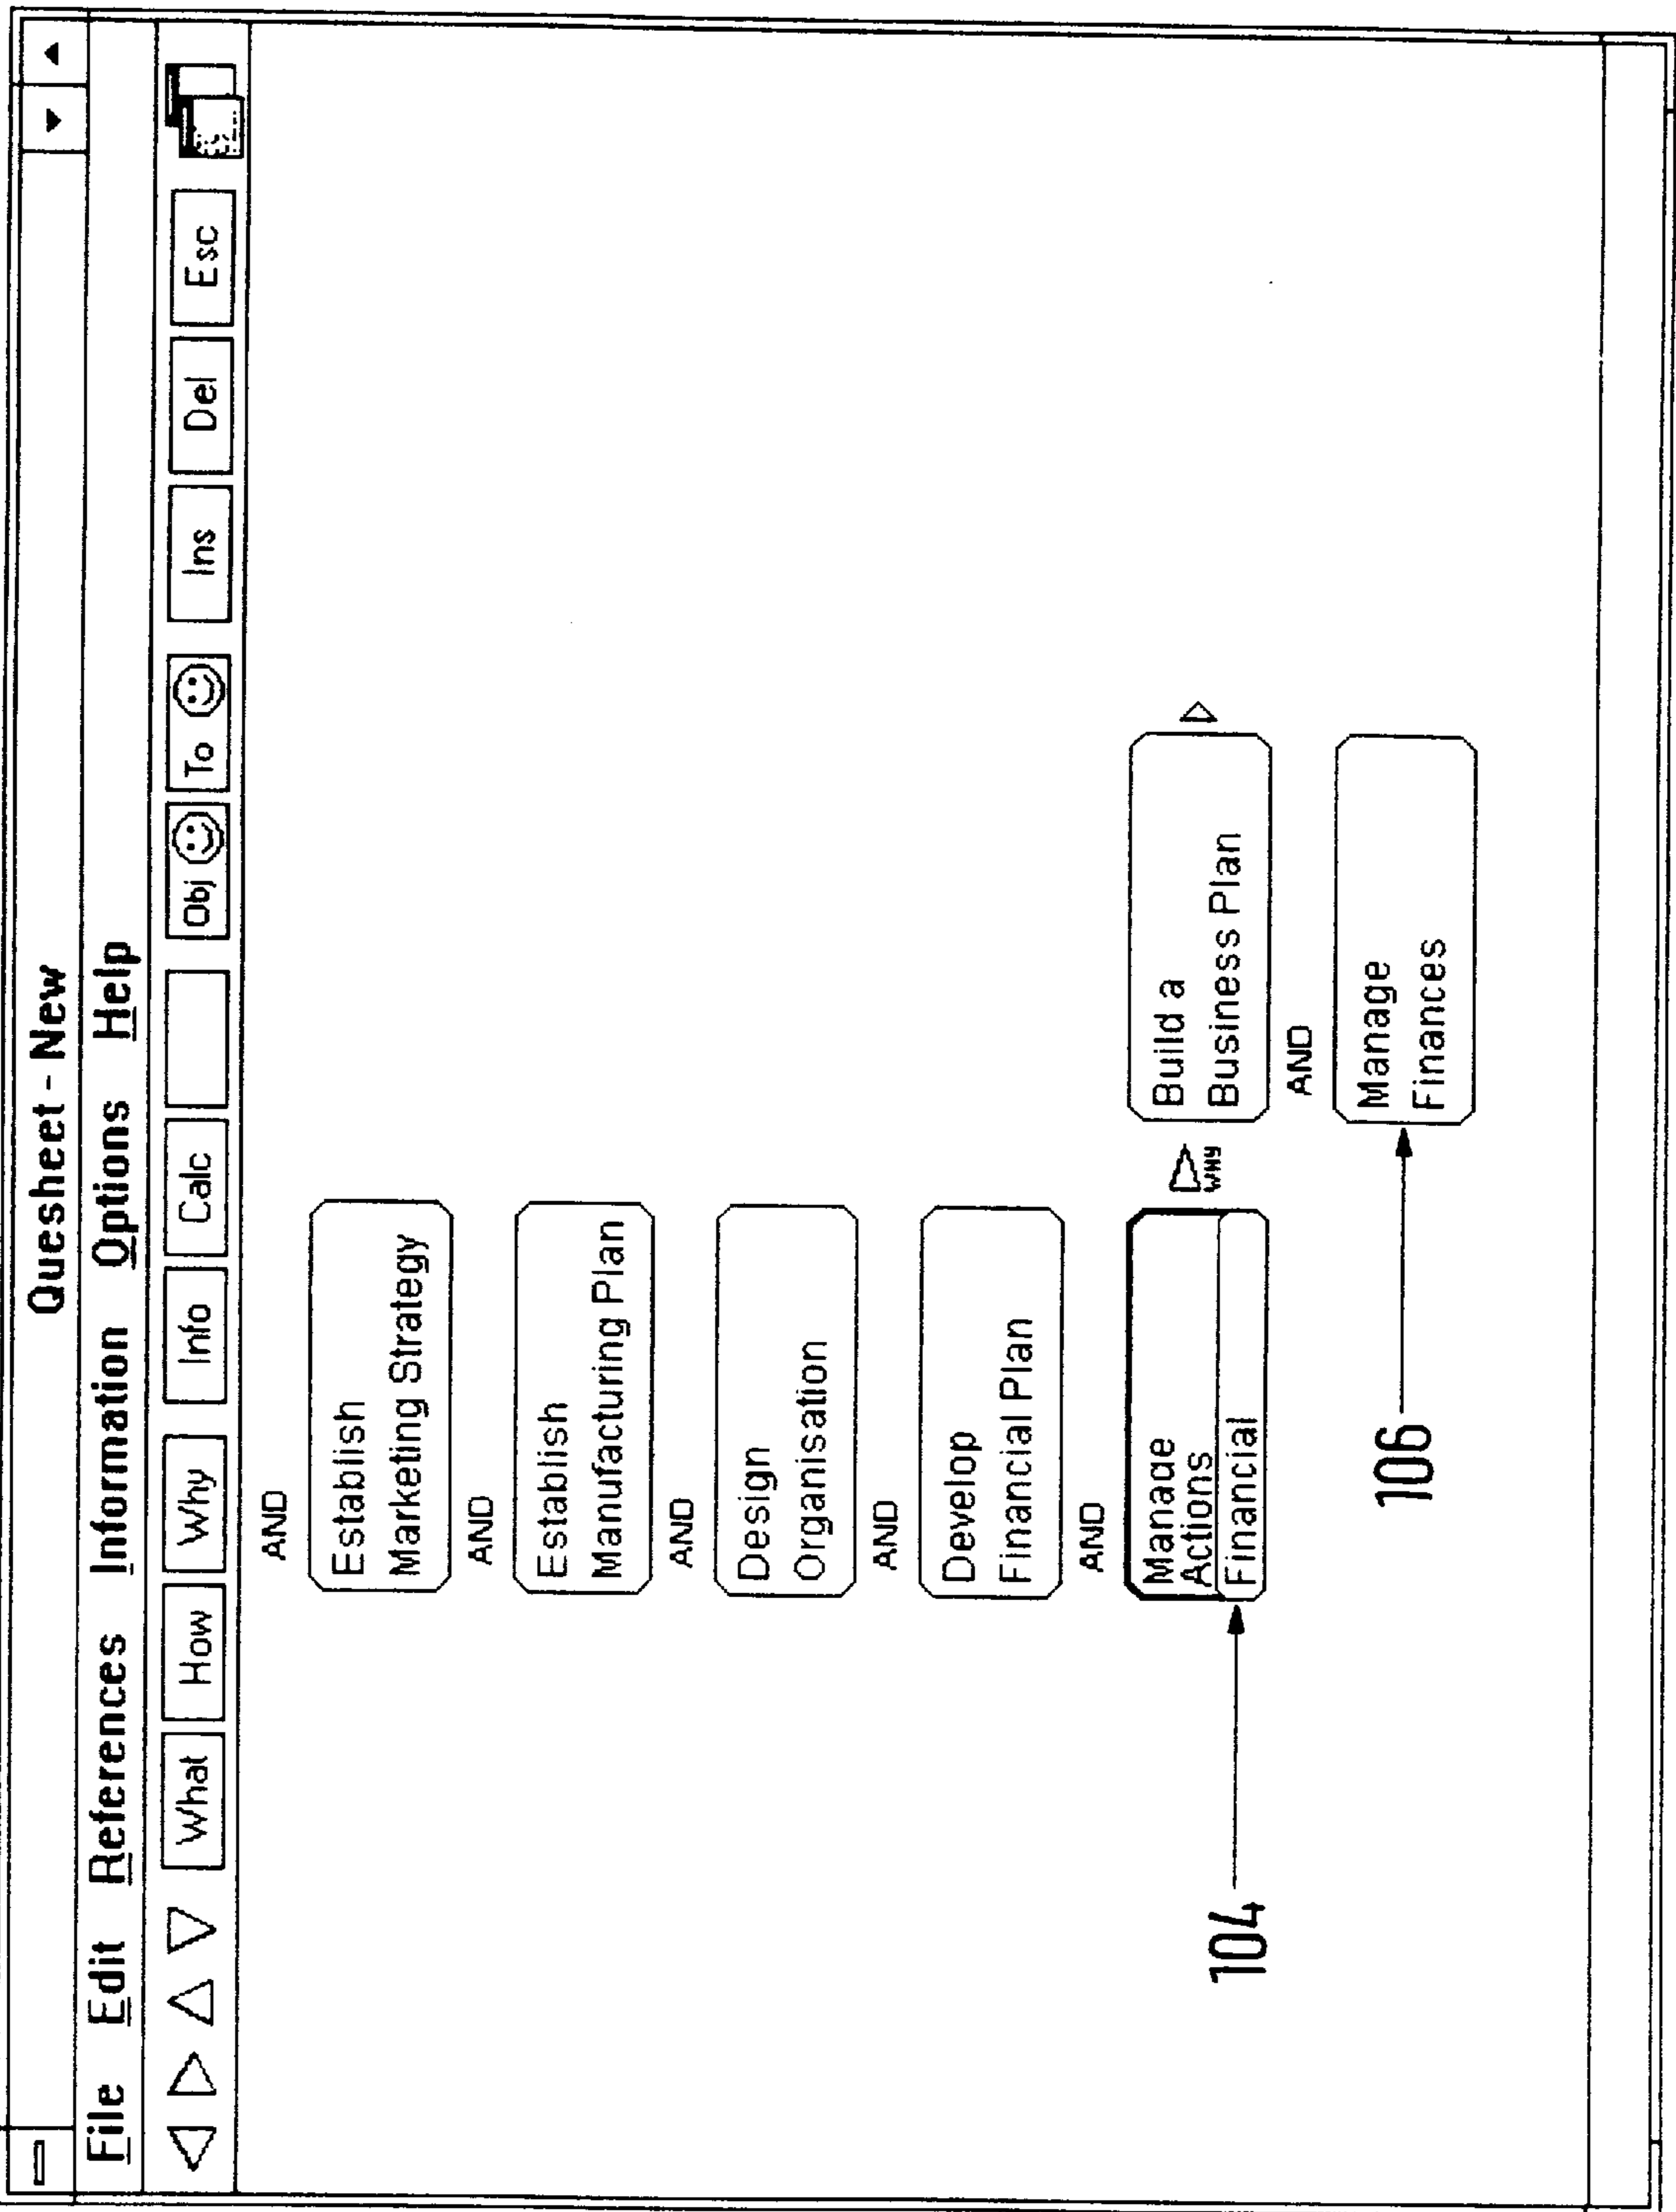 Quesheet - New
File Edit References Information Options Help
What How Why Info Calc Obj To Ins Del Esc
AND
Establish
Marketing Strategy
AND
Establish
Manufacturing Plan
AND
Design
Organisation
AND
Develop
Financial Plan
AND
Manage
Actions
Financial
WHY
Build a
Business Plan
AND
Manage
Finances
104
106